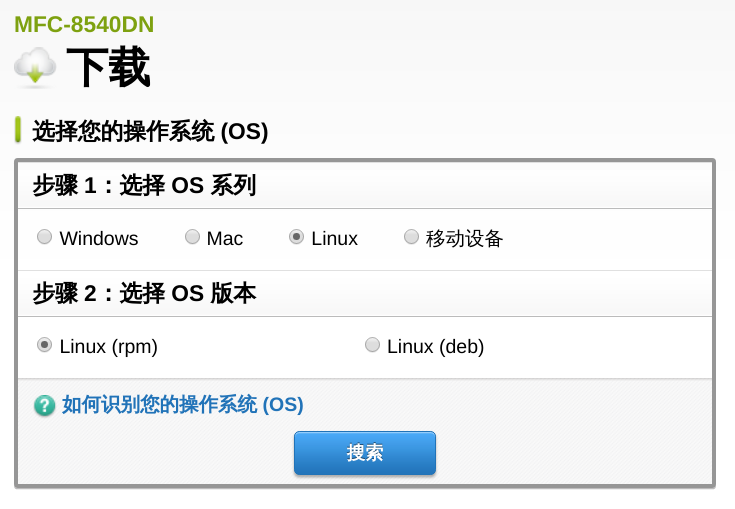 MFC-8540DN
下载
选择您的操作系统 (OS)
步骤 1：选择 OS 系列
Windows Mac Linux 移动设备
步骤 2：选择 OS 版本
Linux (rpm) Linux (deb)
? 如何识别您的操作系统 (OS)
搜索